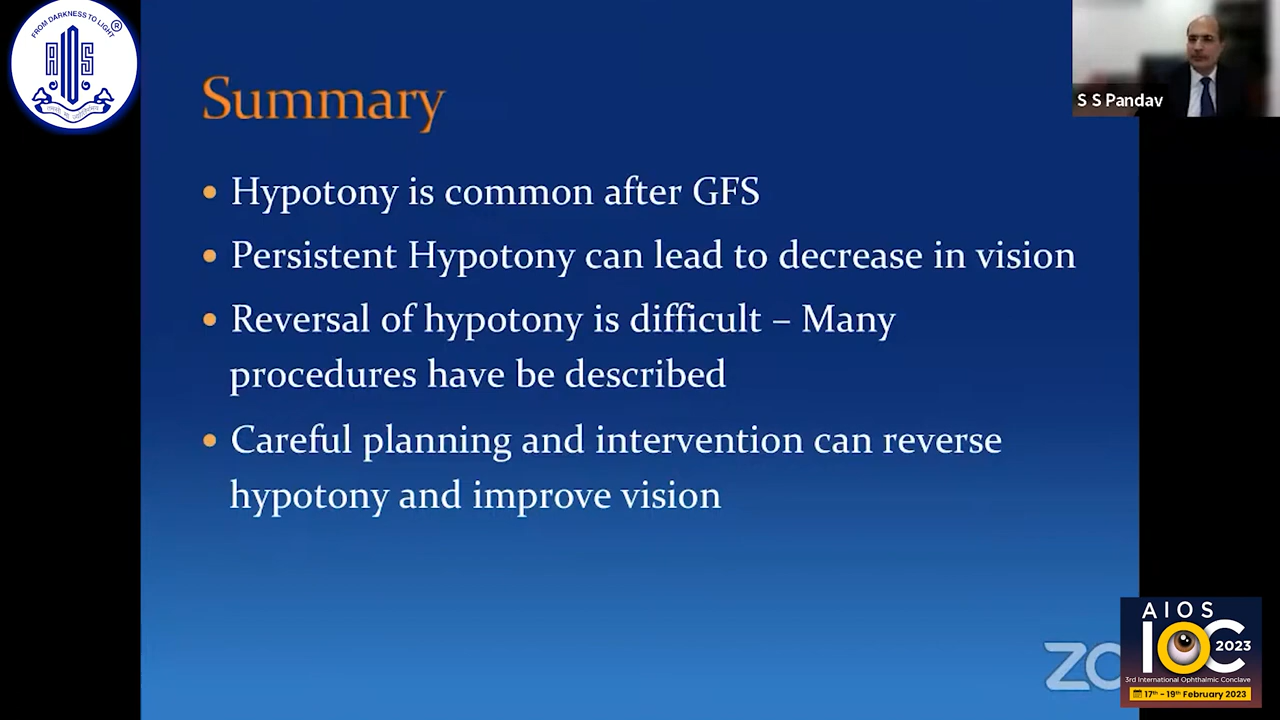 FROM DARKNESS TO LIGHT
®
AIOS
S S Pandav
Summary
• Hypotony is common after GFS
• Persistent Hypotony can lead to decrease in vision
• Reversal of hypotony is difficult – Many
procedures have be described
• Careful planning and intervention can reverse
hypotony and improve vision
AIOS
IOC 2023
3rd International Ophthalmic Conclave
17th - 19th February 2023